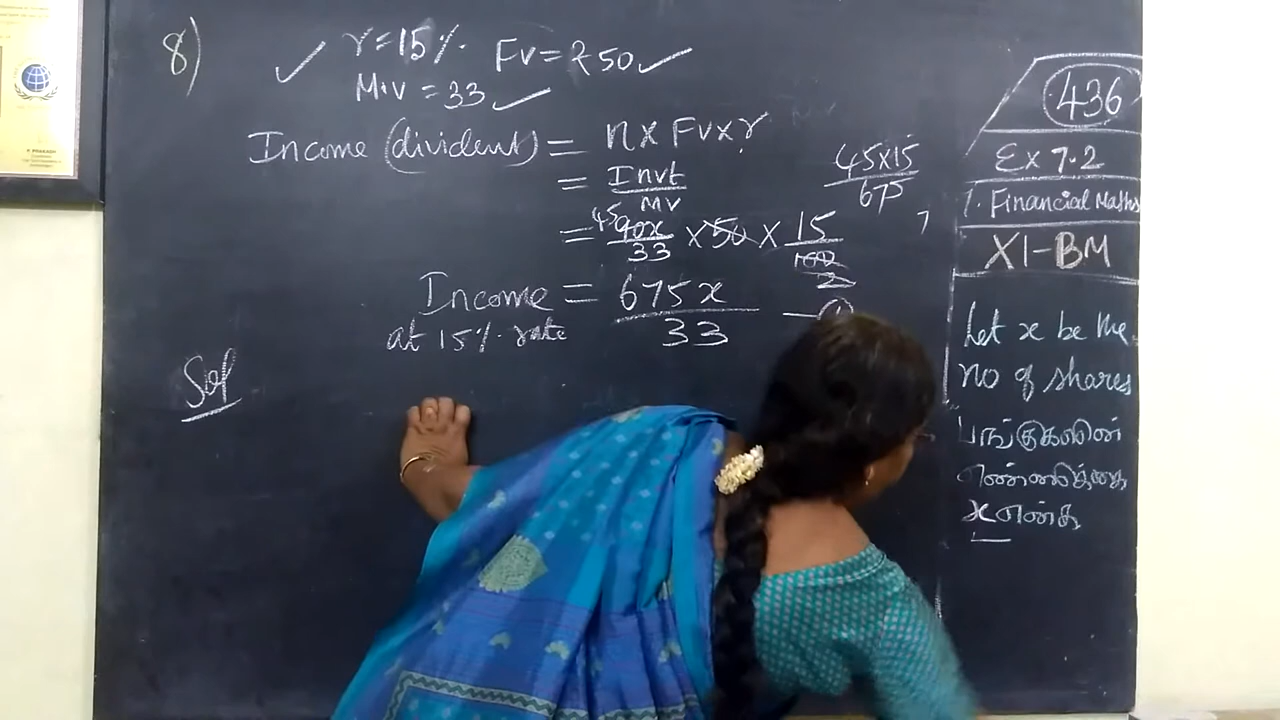 8)
✓ r=15% Fv=₹50 ✓
M.V = 33 ✓
Income (divident) = n x Fv x r
= Invt
MV
45
= 90x x 50 x 15
33 100
2
45x15
675
Income = 675x
at 15% rate 33
Sol
436
Ex 7.2
7. Financial Maths
XI-BM
Let x be the
no of shares
பங்குகளின்
எண்ணிக்கை
x என்க